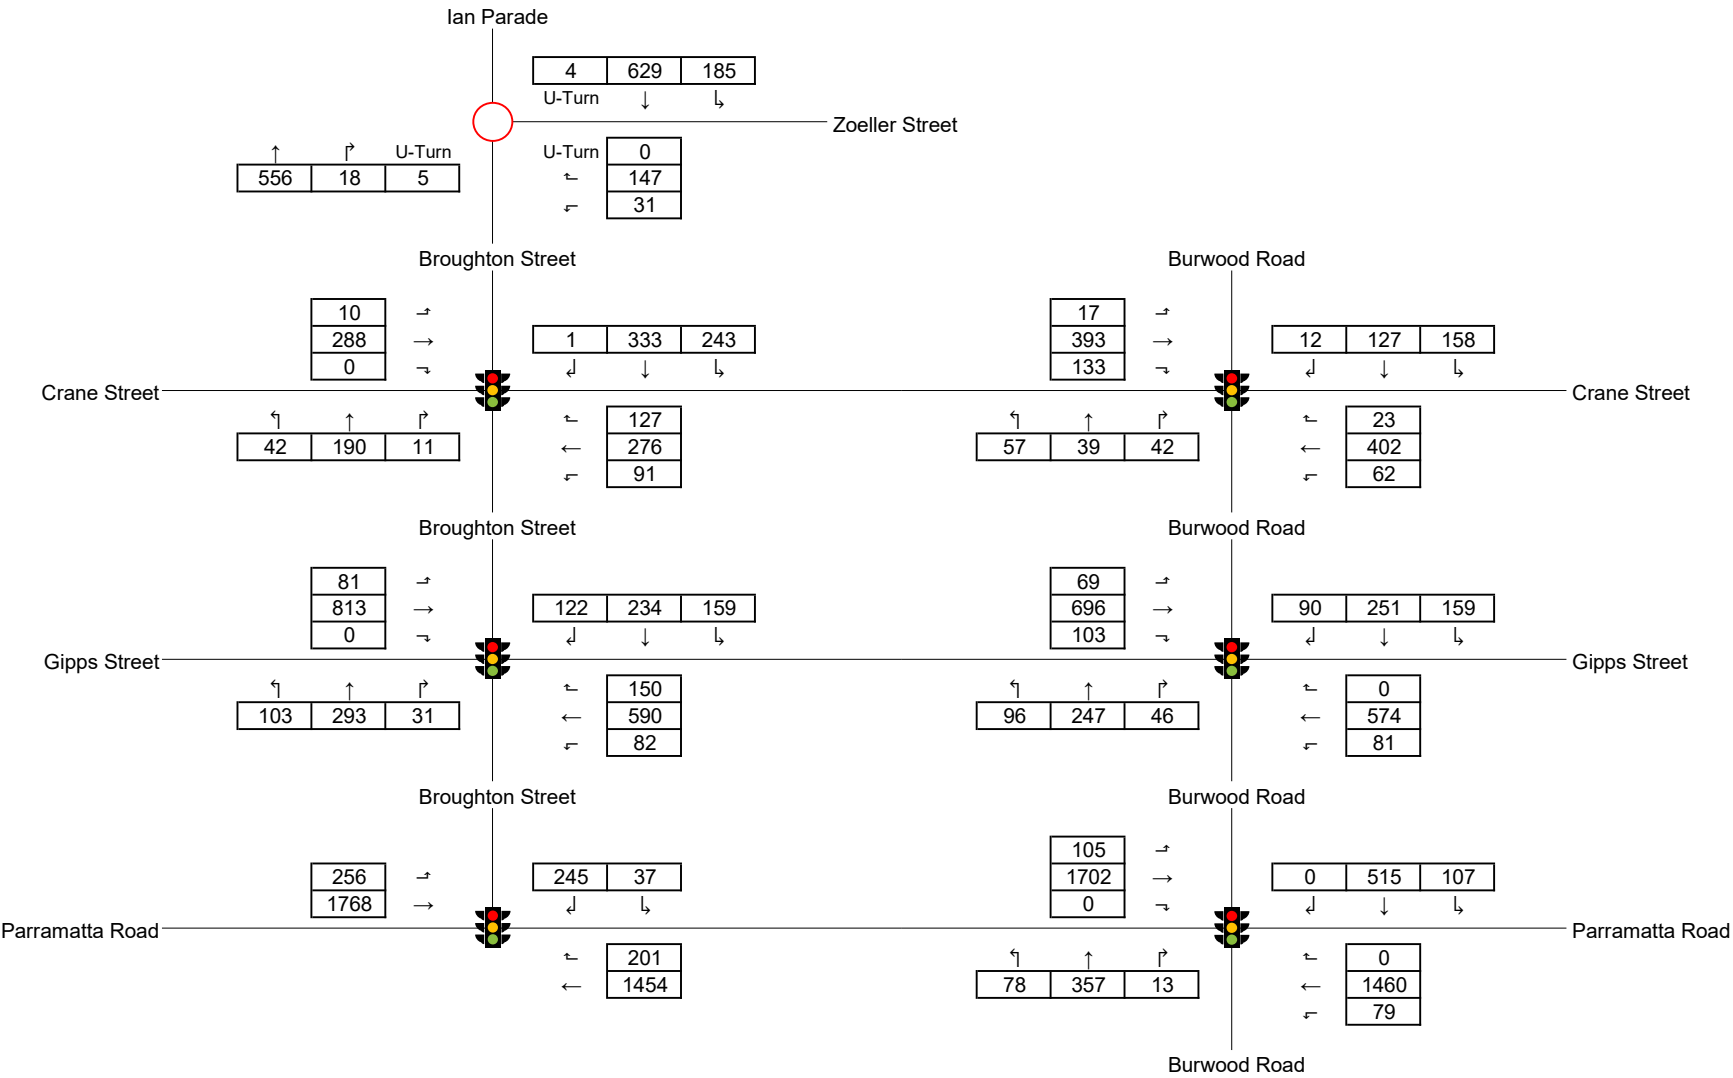 Ian Parade
4 629 185
U-Turn ↓ ↳
Zoeller Street
↑ ↱ U-Turn
556 18 5
U-Turn 0
147
31
Broughton Street
Burwood Road
10
288 →
0
1 333 243
17
393 →
133
12 127 158
Crane Street
Crane Street
42 190 11
127
← 276
91
57 39 42
23
← 402
62
Broughton Street
Burwood Road
81
813 →
0
122 234 159
69
696 →
103
90 251 159
Gipps Street
Gipps Street
103 293 31
150
← 590
82
96 247 46
0
← 574
81
Broughton Street
Burwood Road
256
1768 →
245 37
105
1702 →
0
0 515 107
Parramatta Road
Parramatta Road
201
← 1454
78 357 13
0
← 1460
79
Burwood Road